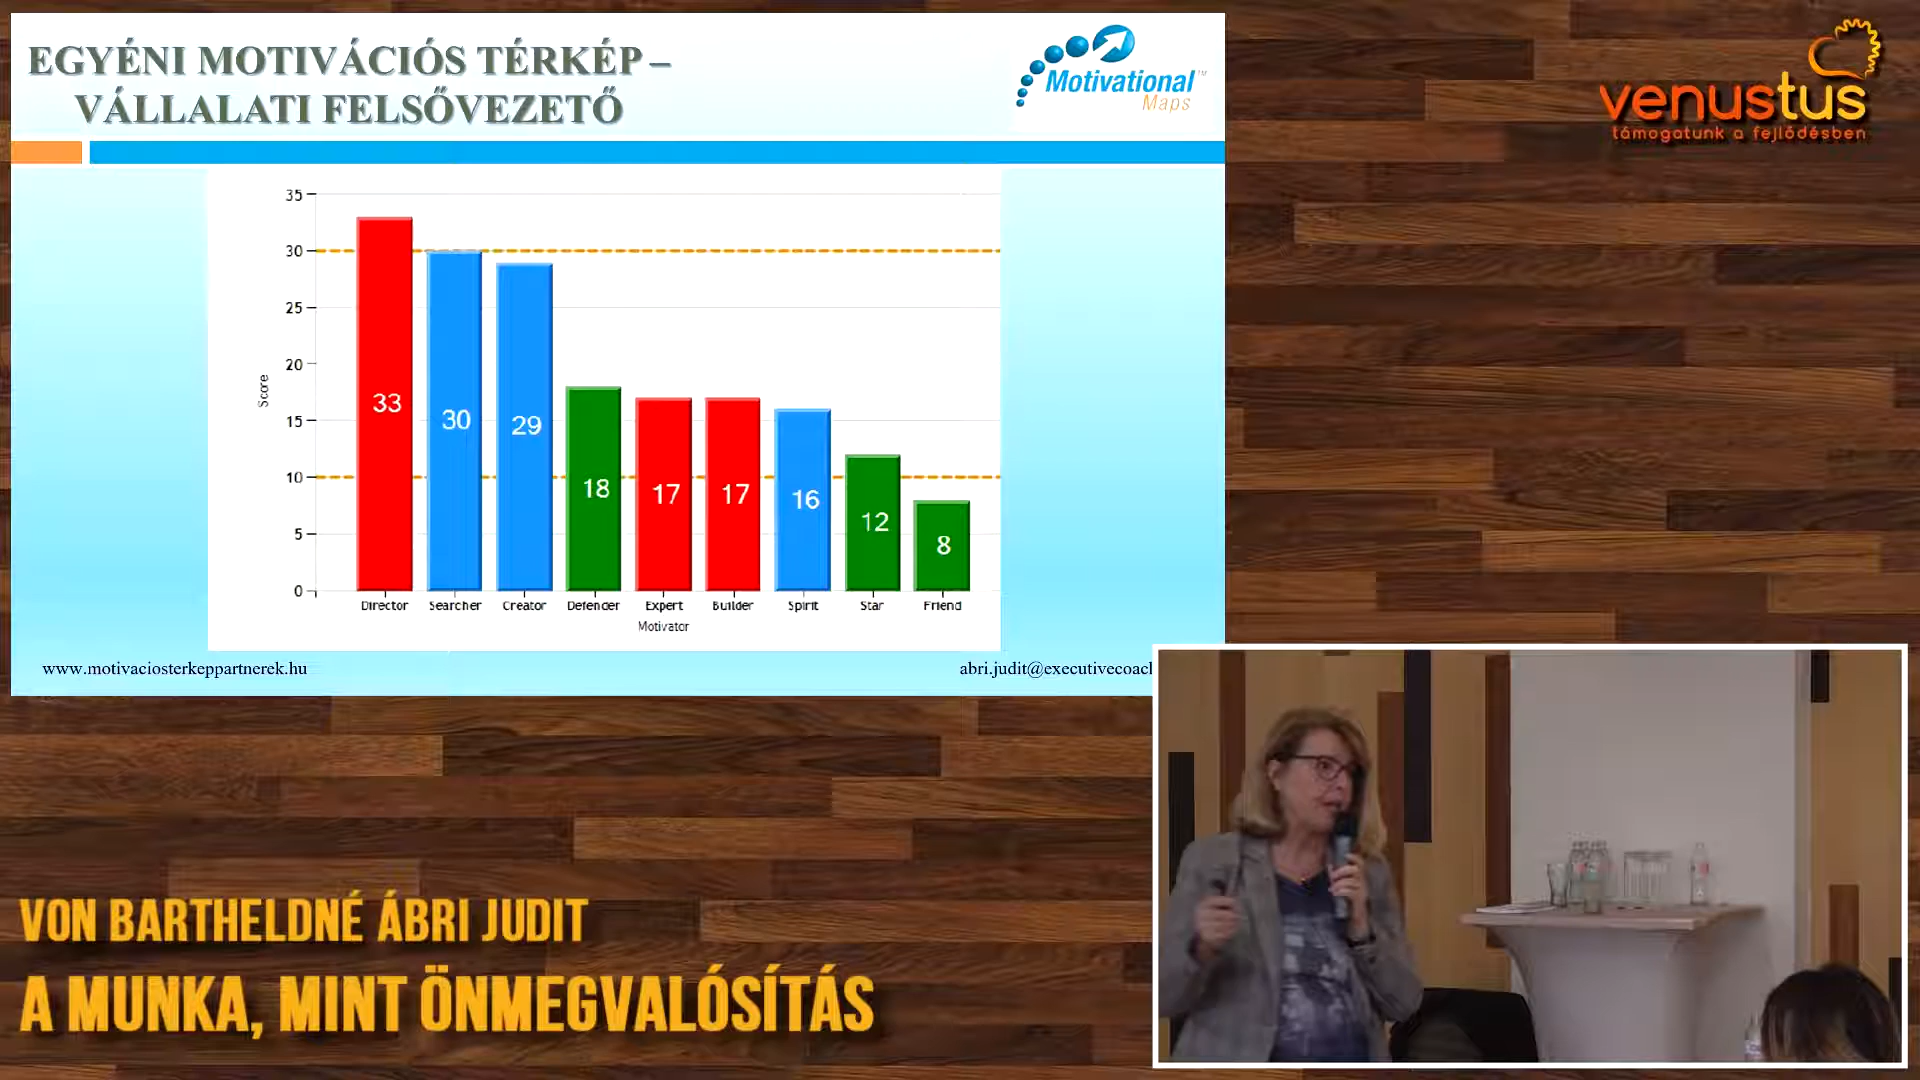 EGYÉNI MOTIVÁCIÓS TÉRKÉP –
VÁLLALATI FELSŐVEZETŐ
Motivational™
Maps
venustus
támogatunk a fejlődésben
35
30
25
20
15
10
5
0
Score
33
30
29
18
17
17
16
12
8
Director Searcher Creator Defender Expert Builder Spirit Star Friend
Motivator
www.motivaciosterkeppartnerek.hu
abri.judit@executivecoach
VON BARTHELDNÉ ÁBRI JUDIT
A MUNKA, MINT ÖNMEGVALÓSÍTÁS